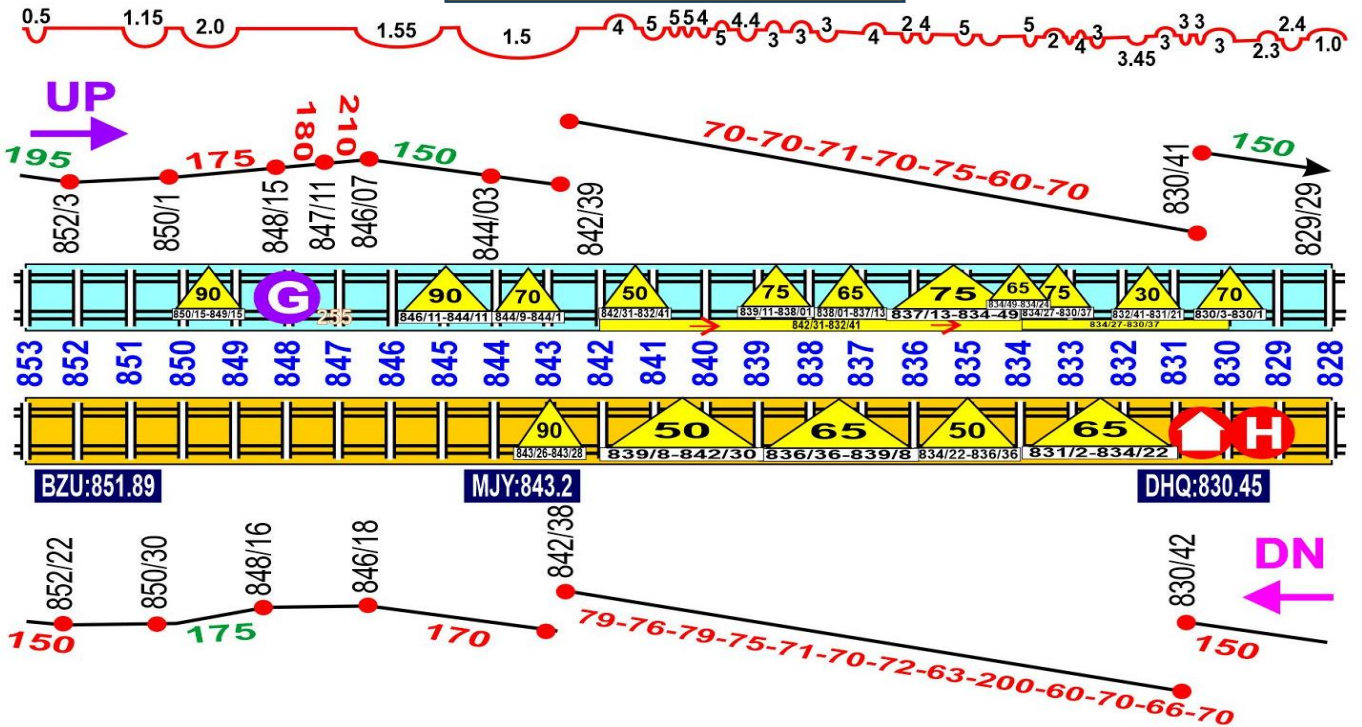 0.5 1.15 2.0 1.55 1.5 4 5 5 5 4 5 4.4 3 3 3 4 2 4 5 5 2 4 3 3.45 3 3 3 3 2.3 2.4 1.0
UP
195 175 180 210 150 70-70-71-70-75-60-70 150
852/3 850/1 848/15 847/11 846/07 844/03 842/39 830/41 829/29
90 G 90 70 50 75 65 75 65 75 30 70
850/15-849/15 255 846/11-844/11 844/9-844/1 842/31-832/41 839/11-838/01 838/01-837/13 837/13-834-49 834/49-834/24 834/27-830/37 832/41-831/21 830/3-830/1
842/31-832/41 834/27-830/37
853 852 851 850 849 848 847 846 845 844 843 842 841 840 839 838 837 836 835 834 833 832 831 830 829 828
90 50 65 50 65 H
843/26-843/28 839/8-842/30 836/36-839/8 834/22-836/36 831/2-834/22
BZU:851.89 MJY:843.2 DHQ:830.45
852/22 850/30 848/16 846/18 842/38 830/42
DN
150 175 170 79-76-79-75-71-70-72-63-200-60-70-66-70 150